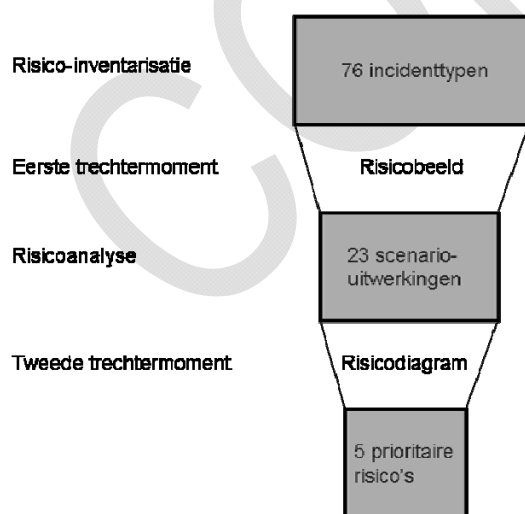 Risico-inventarisatie
76 incidenttypen
Eerste trechtermoment
Risicobeeld
Risicoanalyse
23 scenario-
uitwerkingen
Tweede trechtermoment
Risicodiagram
5 prioritaire
risico's